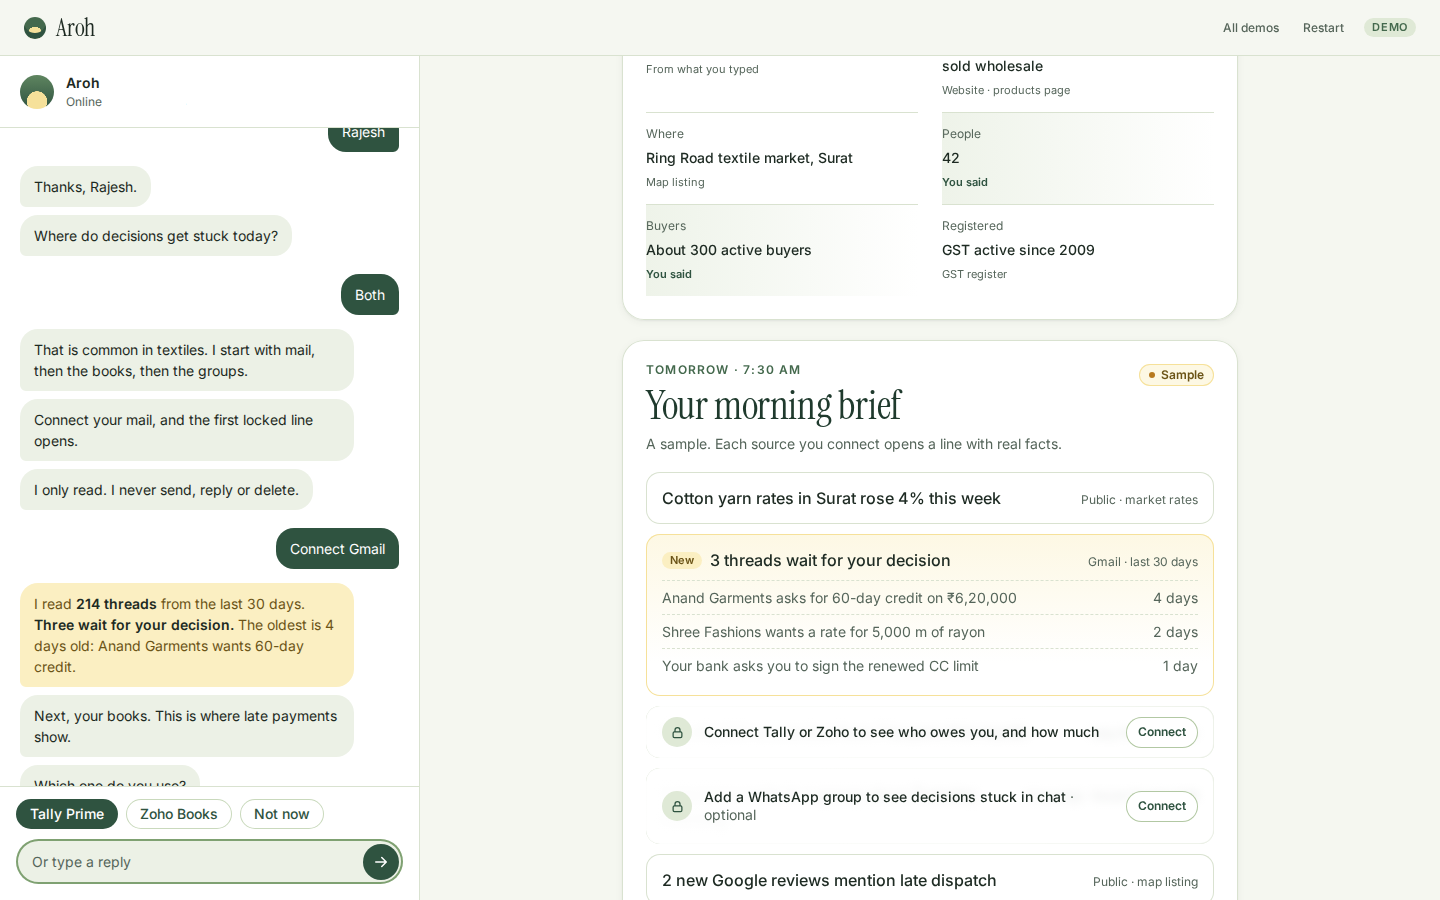 Aroh
All demos
Restart
DEMO
Aroh
Online
Rajesh
Thanks, Rajesh.
Where do decisions get stuck today?
Both
That is common in textiles. I start with mail,
then the books, then the groups.
Connect your mail, and the first locked line
opens.
I only read. I never send, reply or delete.
Connect Gmail
I read 214 threads from the last 30 days.
Three wait for your decision. The oldest is 4
days old: Anand Garments wants 60-day
credit.
Next, your books. This is where late payments
show.
Which one do you use?
Tally Prime
Zoho Books
Not now
Or type a reply
From what you typed
sold wholesale
Website · products page
Where
Ring Road textile market, Surat
Map listing
People
42
You said
Buyers
About 300 active buyers
You said
Registered
GST active since 2009
GST register
TOMORROW · 7:30 AM
Sample
Your morning brief
A sample. Each source you connect opens a line with real facts.
Cotton yarn rates in Surat rose 4% this week
Public · market rates
New
3 threads wait for your decision
Gmail · last 30 days
Anand Garments asks for 60-day credit on ₹6,20,000
4 days
Shree Fashions wants a rate for 5,000 m of rayon
2 days
Your bank asks you to sign the renewed CC limit
1 day
Connect Tally or Zoho to see who owes you, and how much
Connect
Add a WhatsApp group to see decisions stuck in chat ·
optional
Connect
2 new Google reviews mention late dispatch
Public · map listing